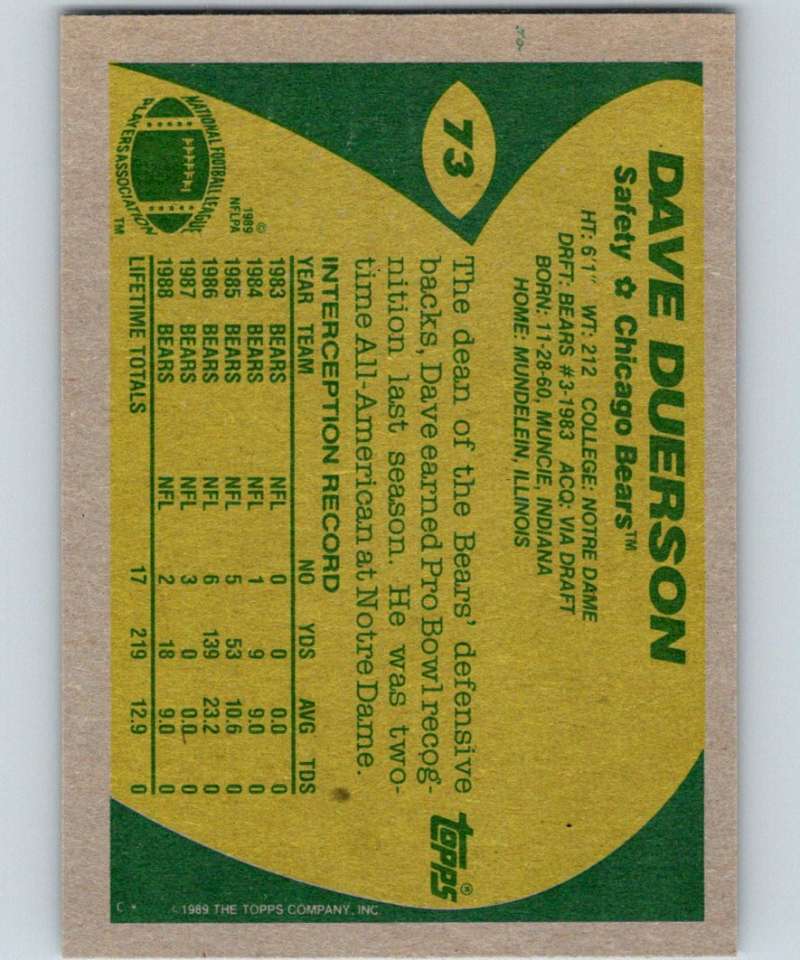 73
DAVE DUERSON
Safety ✩ Chicago Bears™
HT: 6'1" WT: 212 COLLEGE: NOTRE DAME
DRFT: BEARS #3-1983 ACQ: VIA DRAFT
BORN: 11-28-60, MUNCIE, INDIANA
HOME: MUNDELEIN, ILLINOIS
The dean of the Bears' defensive
backs, Dave earned Pro Bowl recog-
nition last season. He was two-
time All-American at Notre Dame.
INTERCEPTION RECORD
YEAR TEAM NO YDS AVG TDS
1983 BEARS NFL 0 0 0.0 0
1984 BEARS NFL 1 9 9.0 0
1985 BEARS NFL 5 53 10.6 0
1986 BEARS NFL 6 139 23.2 0
1987 BEARS NFL 3 0 0.0 0
1988 BEARS NFL 2 18 9.0 0
LIFETIME TOTALS 17 219 12.9 0
NATIONAL FOOTBALL LEAGUE
PLAYERS ASSOCIATION
™
©
1989
NFLPA
topps®
C *
©1989 THE TOPPS COMPANY, INC.